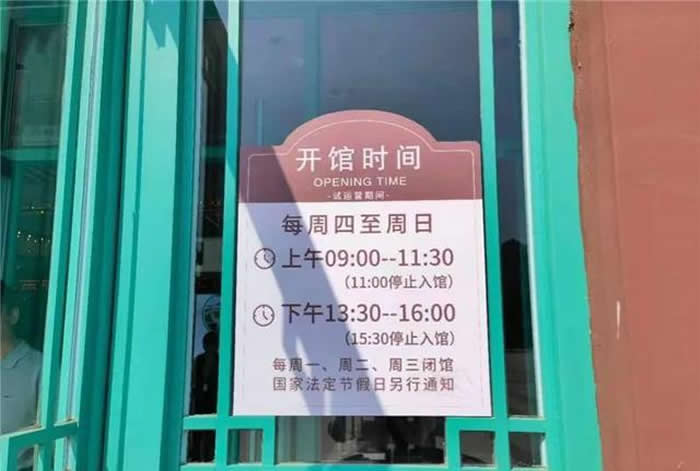 开馆时间
OPENING TIME
-试运营期间-
每周四至周日
上午09:00--11:30
(11:00停止入馆)
下午13:30--16:00
(15:30停止入馆)
每周一、周二、周三闭馆
国家法定节假日另行通知